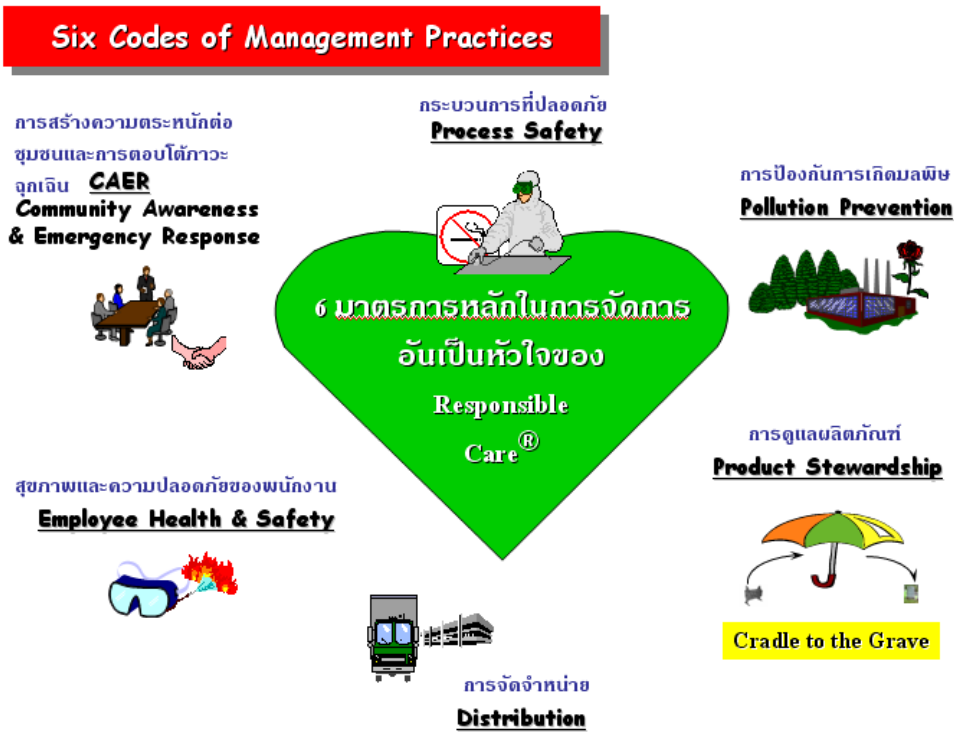 Six Codes of Management Practices
การสร้างความตระหนักต่อ
ชุมชนและการตอบโต้ภาวะ
ฉุกเฉิน CAER
Community Awareness
& Emergency Response
กระบวนการที่ปลอดภัย
Process Safety
การป้องกันการเกิดมลพิษ
Pollution Prevention
6 มาตรการหลักในการจัดการ
อันเป็นหัวใจของ
Responsible
Care®
การดูแลผลิตภัณฑ์
Product Stewardship
Cradle to the Grave
สุขภาพและความปลอดภัยของพนักงาน
Employee Health & Safety
การจัดจำหน่าย
Distribution